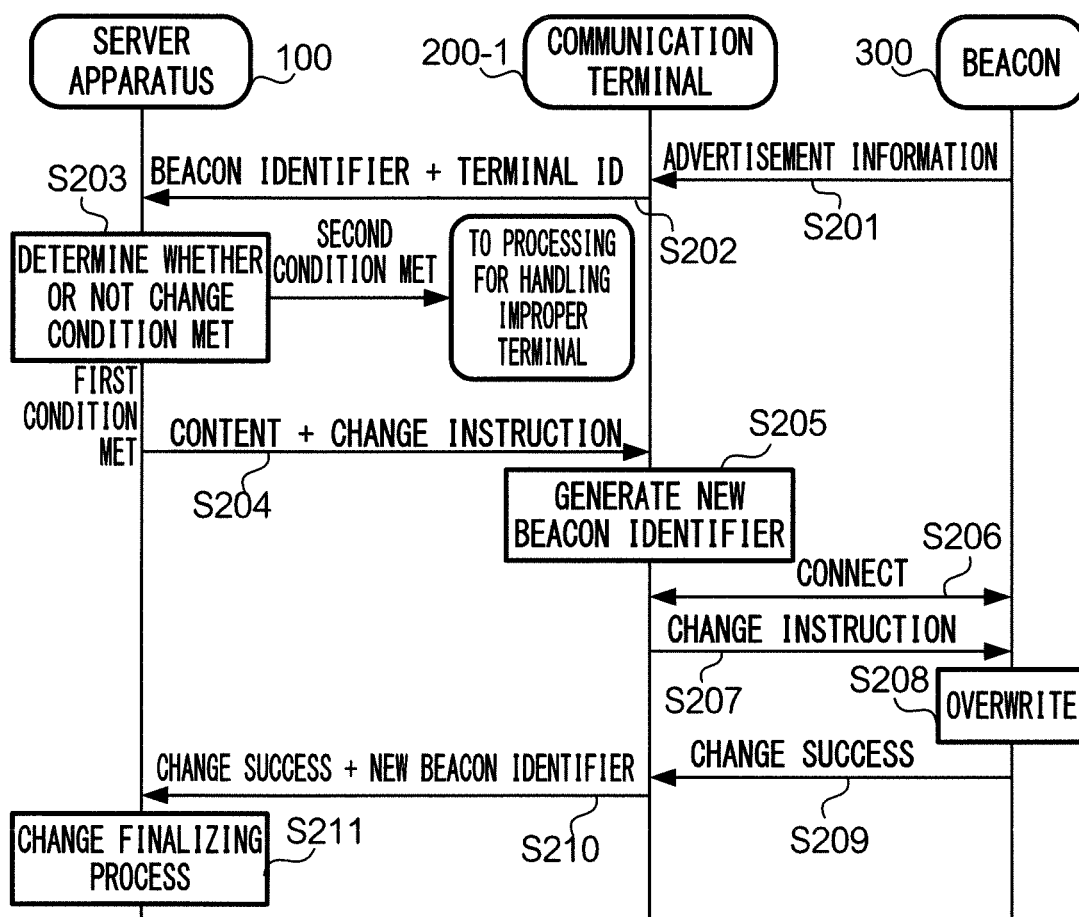 SERVER
APPARATUS
100
200-1
COMMUNICATION
TERMINAL
300
BEACON
S203
BEACON IDENTIFIER + TERMINAL ID
S202
ADVERTISEMENT INFORMATION
S201
DETERMINE WHETHER
OR NOT CHANGE
CONDITION MET
SECOND
CONDITION MET
TO PROCESSING
FOR HANDLING
IMPROPER
TERMINAL
FIRST
CONDITION
MET
CONTENT + CHANGE INSTRUCTION
S204
S205
GENERATE NEW
BEACON IDENTIFIER
S206
CONNECT
CHANGE INSTRUCTION
S207
S208
OVERWRITE
CHANGE SUCCESS
S209
CHANGE SUCCESS + NEW BEACON IDENTIFIER
S210
CHANGE FINALIZING
PROCESS
S211